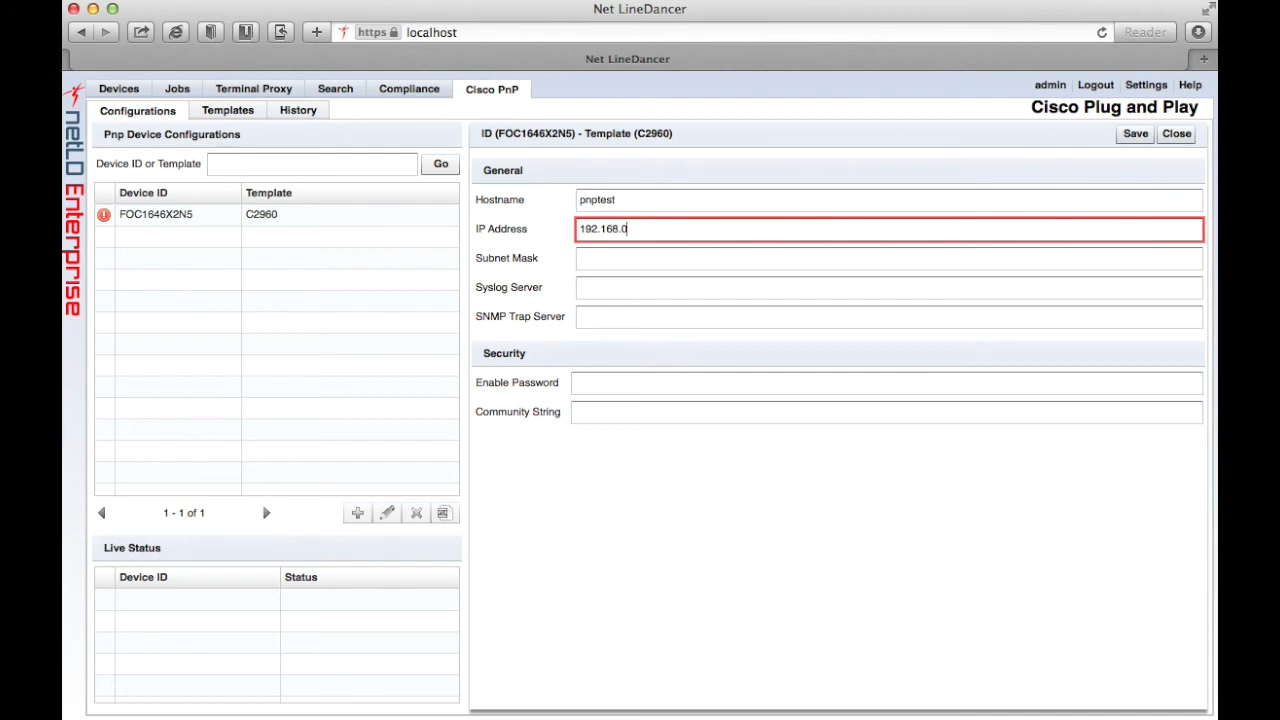 Net LineDancer
https localhost
Reader
Net LineDancer
netLD Enterprise
Devices Jobs Terminal Proxy Search Compliance Cisco PnP
admin Logout Settings Help
Configurations Templates History
Cisco Plug and Play
Pnp Device Configurations
Device ID or Template Go
Device ID Template
FOC1646X2N5 C2960
1 - 1 of 1
Live Status
Device ID Status
ID (FOC1646X2N5) - Template (C2960)
Save Close
General
Hostname pnptest
IP Address 192.168.0
Subnet Mask
Syslog Server
SNMP Trap Server
Security
Enable Password
Community String